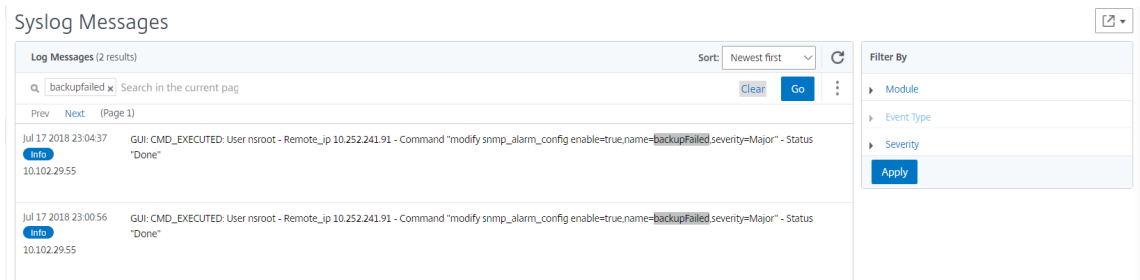 Syslog Messages
Log Messages (2 results)
Sort: Newest first
Filter By
backupfailed x Search in the current pag
Clear Go
Module
Prev Next (Page 1)
Event Type
Jul 17 2018 23:04:37 GUI: CMD_EXECUTED: User nsroot - Remote_ip 10.252.241.91 - Command "modify snmp_alarm_config enable=true,name=backupFailed,severity=Major" - Status
Info "Done"
10.102.29.55
Severity
Apply
Jul 17 2018 23:00:56 GUI: CMD_EXECUTED: User nsroot - Remote_ip 10.252.241.91 - Command "modify snmp_alarm_config enable=true,name=backupFailed,severity=Major" - Status
Info "Done"
10.102.29.55